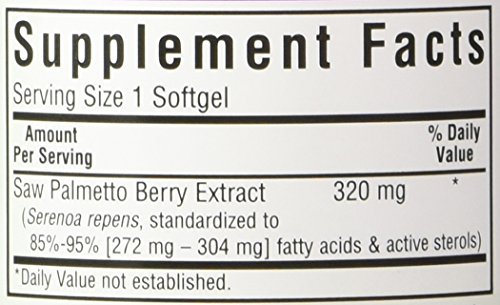 Supplement Facts
Serving Size 1 Softgel
Amount % Daily
Per Serving Value
Saw Palmetto Berry Extract 320 mg *
(Serenoa repens, standardized to
85%-95% [272 mg – 304 mg] fatty acids & active sterols)
*Daily Value not established.